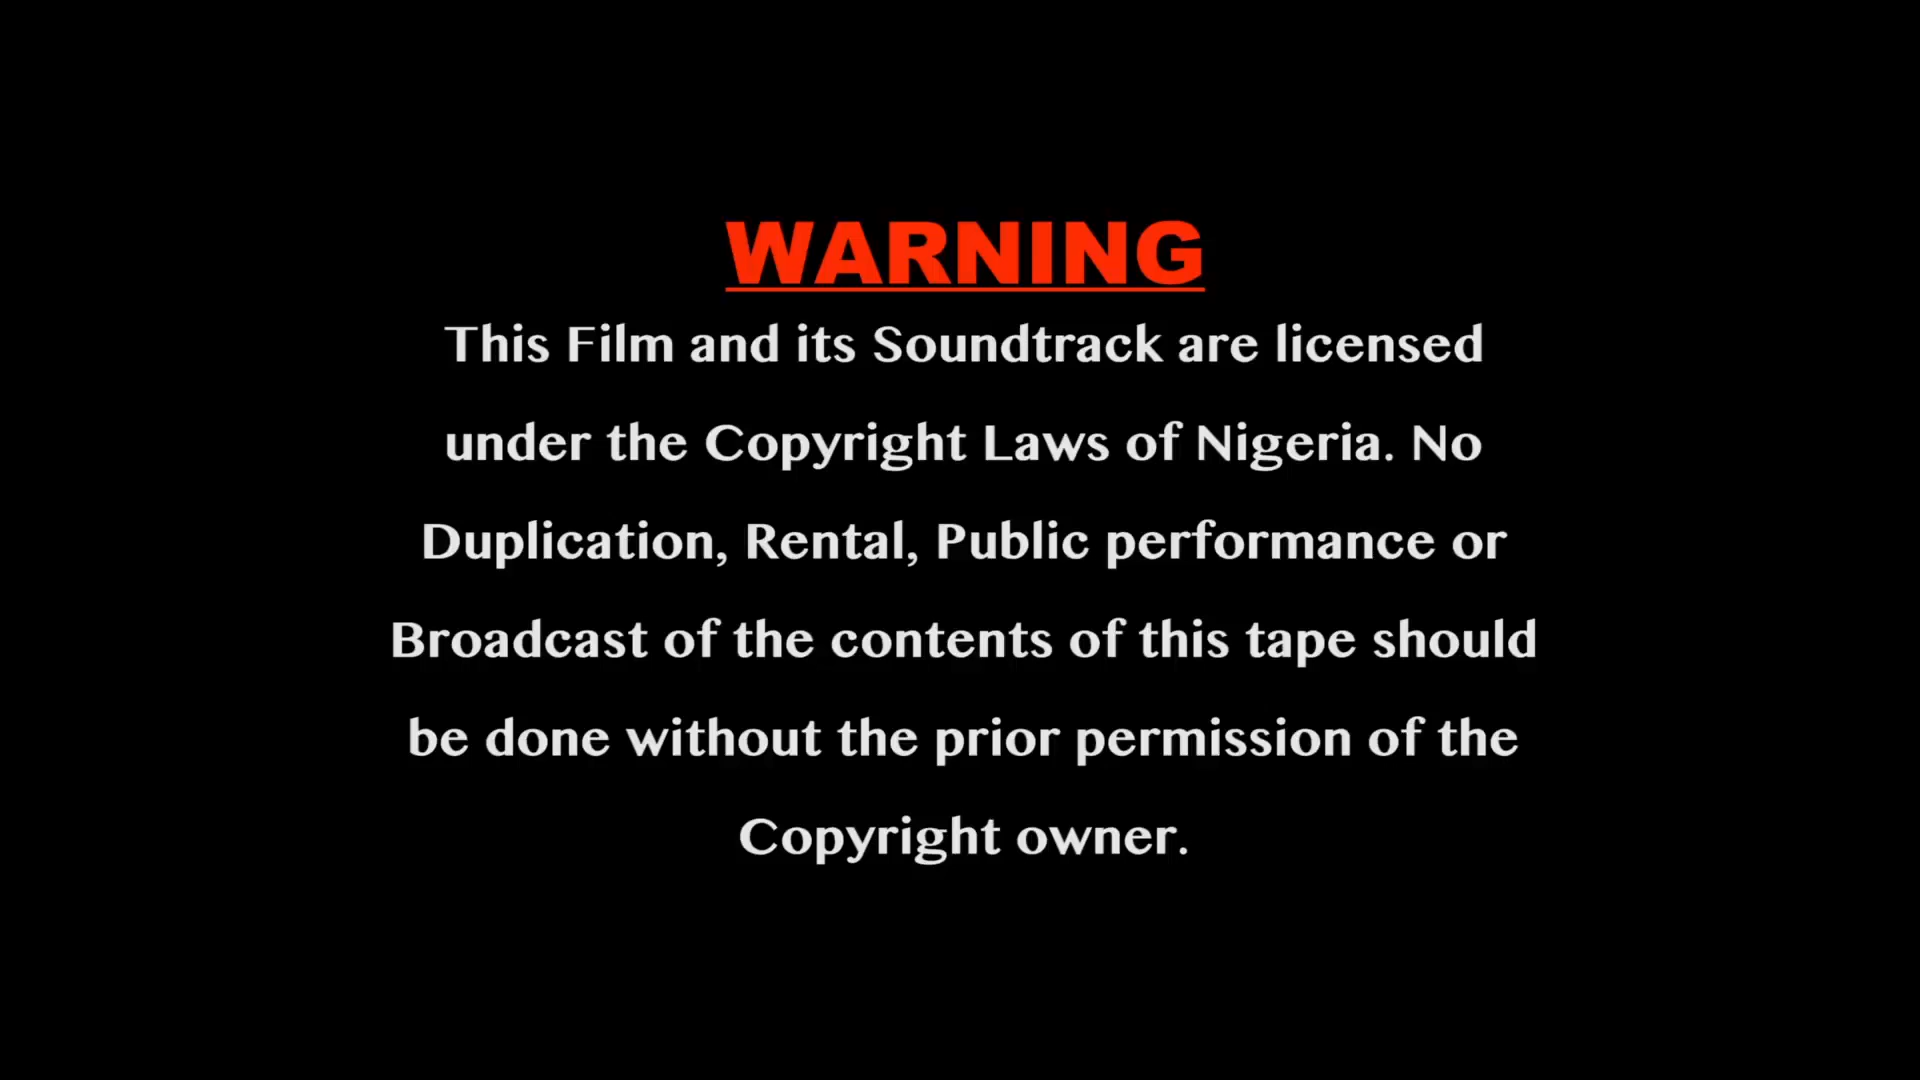 WARNING
This Film and its Soundtrack are licensed
under the Copyright Laws of Nigeria. No
Duplication, Rental, Public performance or
Broadcast of the contents of this tape should
be done without the prior permission of the
Copyright owner.